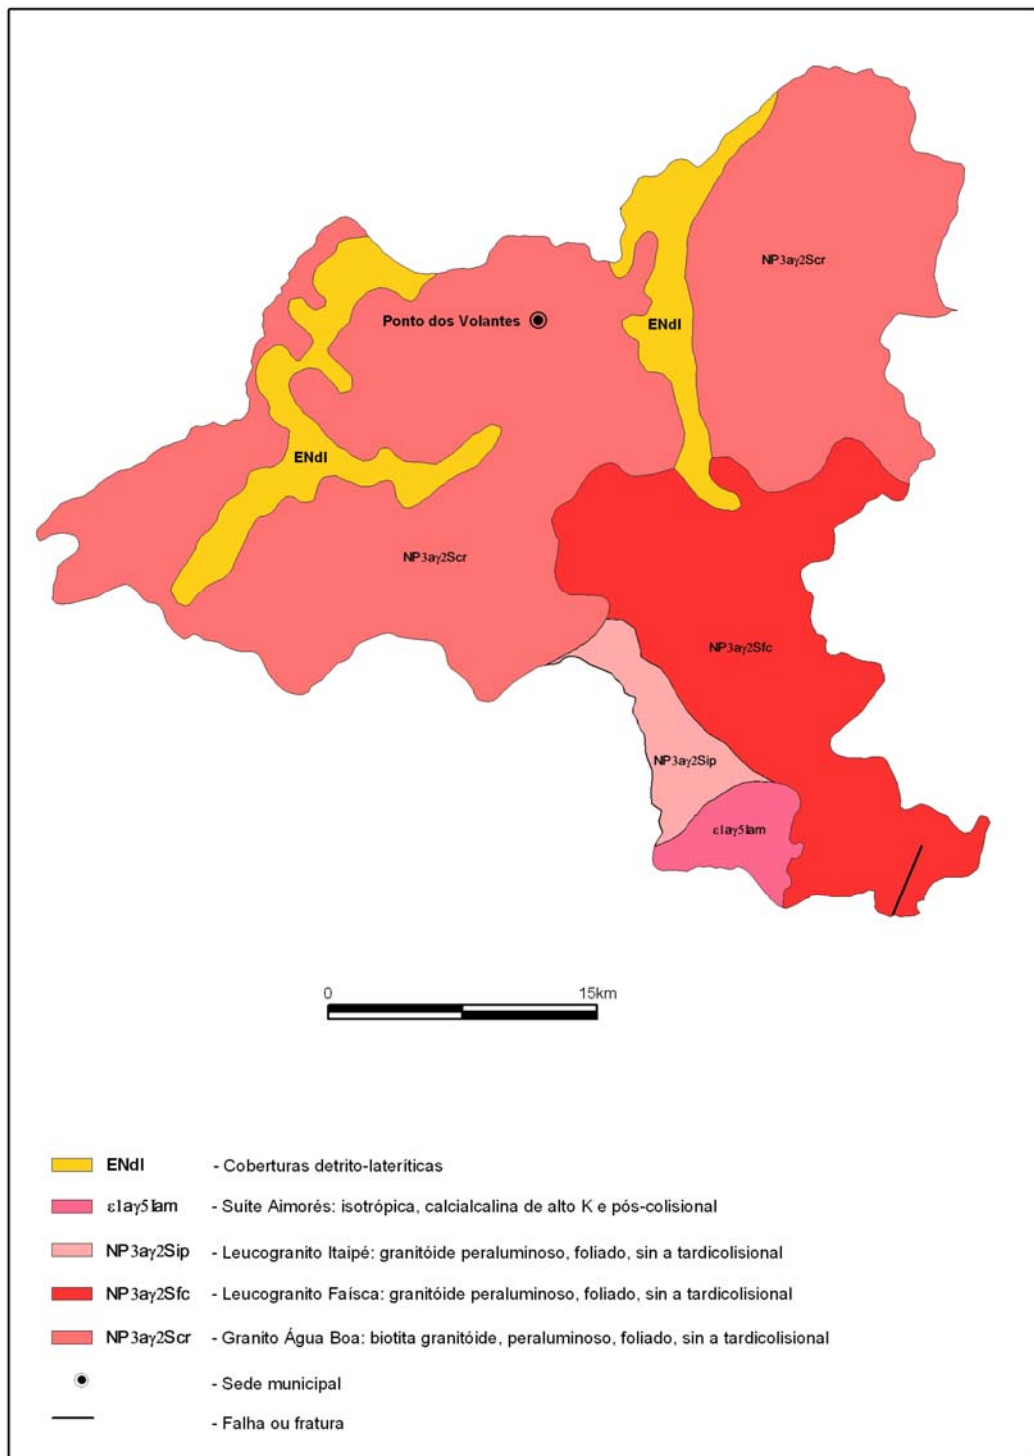 NP3aγ2Scr
Ponto dos Volantes
ENdl
ENdl
NP3aγ2Scr
NP3aγ2Sfc
NP3aγ2Sip
ε1aγ5Iam
0 15km
ENdl - Coberturas detrito-lateríticas
ε1aγ5Iam - Suíte Aimorés: isotrópica, calcialcalina de alto K e pós-colisional
NP3aγ2Sip - Leucogranito Itaipé: granitóide peraluminoso, foliado, sin a tardicolisional
NP3aγ2Sfc - Leucogranito Faísca: granitóide peraluminoso, foliado, sin a tardicolisional
NP3aγ2Scr - Granito Água Boa: biotita granitóide, peraluminoso, foliado, sin a tardicolisional
- Sede municipal
- Falha ou fratura